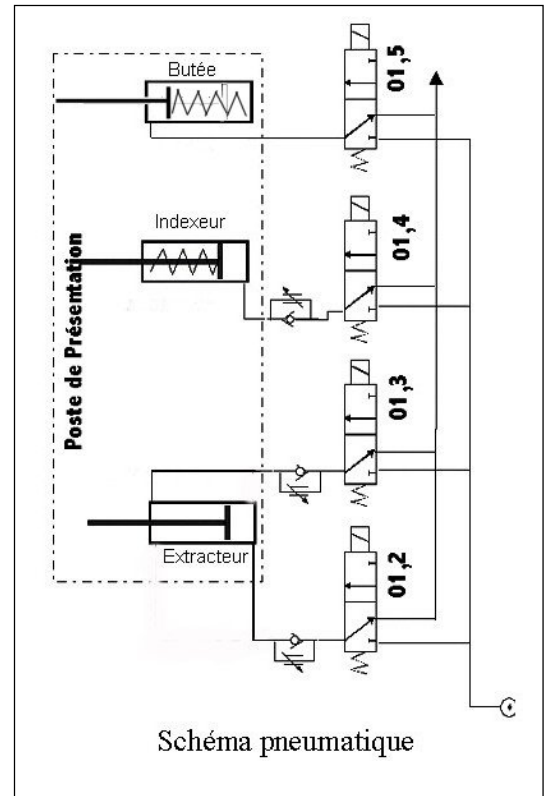 Butée
01,5
Indexeur
01,4
Poste de Présentation
01,3
Extracteur
01,2
Schéma pneumatique